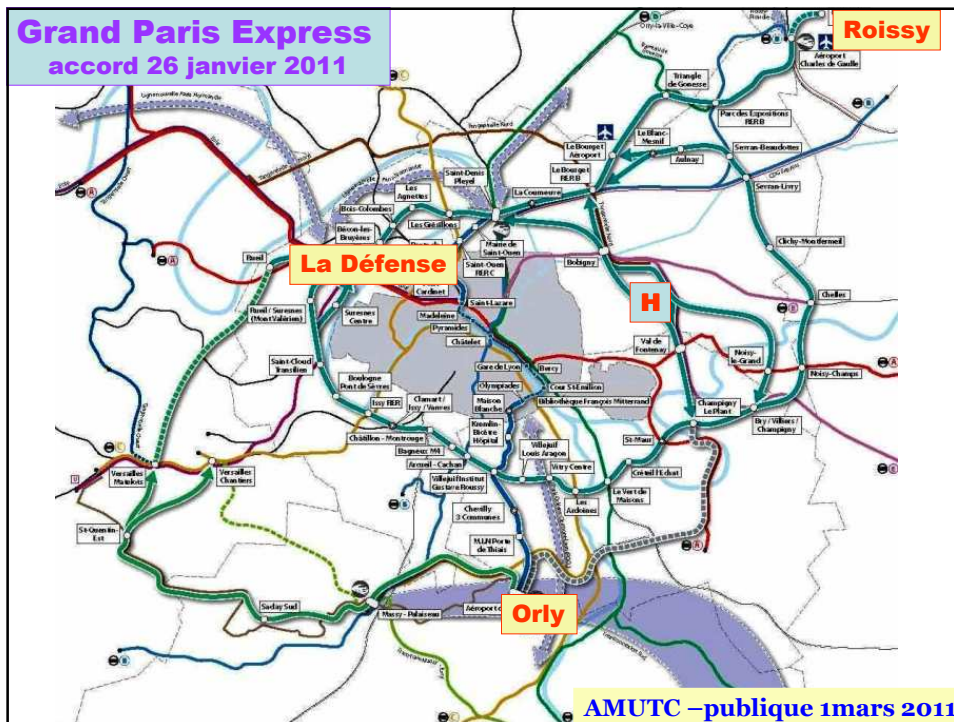 Grand Paris Express
accord 26 janvier 2011
Roissy
Aéroport
Charles de Gaulle
Triangle
de Gonesse
Parc des Expositions
RER B
Le Blanc-
Mesnil
Le Bourget
Aéroport
Aulnay
Sevran-Beaudottes
Le Bourget
RER B
Sevran-Livry
La Courneuve
Saint-Denis
Pleyel
Les
Agnettes
Bois-Colombes
Les Grésillons
Bécon-les-
Bruyères
Mairie de
Saint-Ouen
Saint-Ouen
RER C
Clichy-Montfermeil
Bobigny
Rueil
La Défense
Cardinet
Saint-Lazare
H
Chelles
Rueil / Suresnes
(Mont Valérien)
Suresnes
Centre
Madeleine
Pyramides
Châtelet
Val de
Fontenay
Noisy-
le-Grand
Saint-Cloud
Transilien
Gare de Lyon
Bercy
Noisy-Champs
Boulogne
Pont de Sèvres
Olympiades
Cour St-Emilion
Bibliothèque François Mitterrand
Issy RER
Clamart /
Issy / Vanves
Maison
Blanche
Champigny
Le Plant
Bry / Villiers /
Champigny
Châtillon - Montrouge
Kremlin-
Bicêtre
Hôpital
St-Maur
Bagneux M4
Villejuif
Louis Aragon
Arcueil - Cachan
Vitry Centre
Créteil l'Echat
Versailles
Matelots
Versailles
Chantiers
Villejuif Institut
Gustave Roussy
Les
Ardoines
Le Vert de
Maisons
Chevilly
3 Communes
St-Quentin-
Est
M.I.N Porte
de Thiais
Saclay Sud
Massy - Palaiseau
Orly
AMUTC –publique 1mars 2011